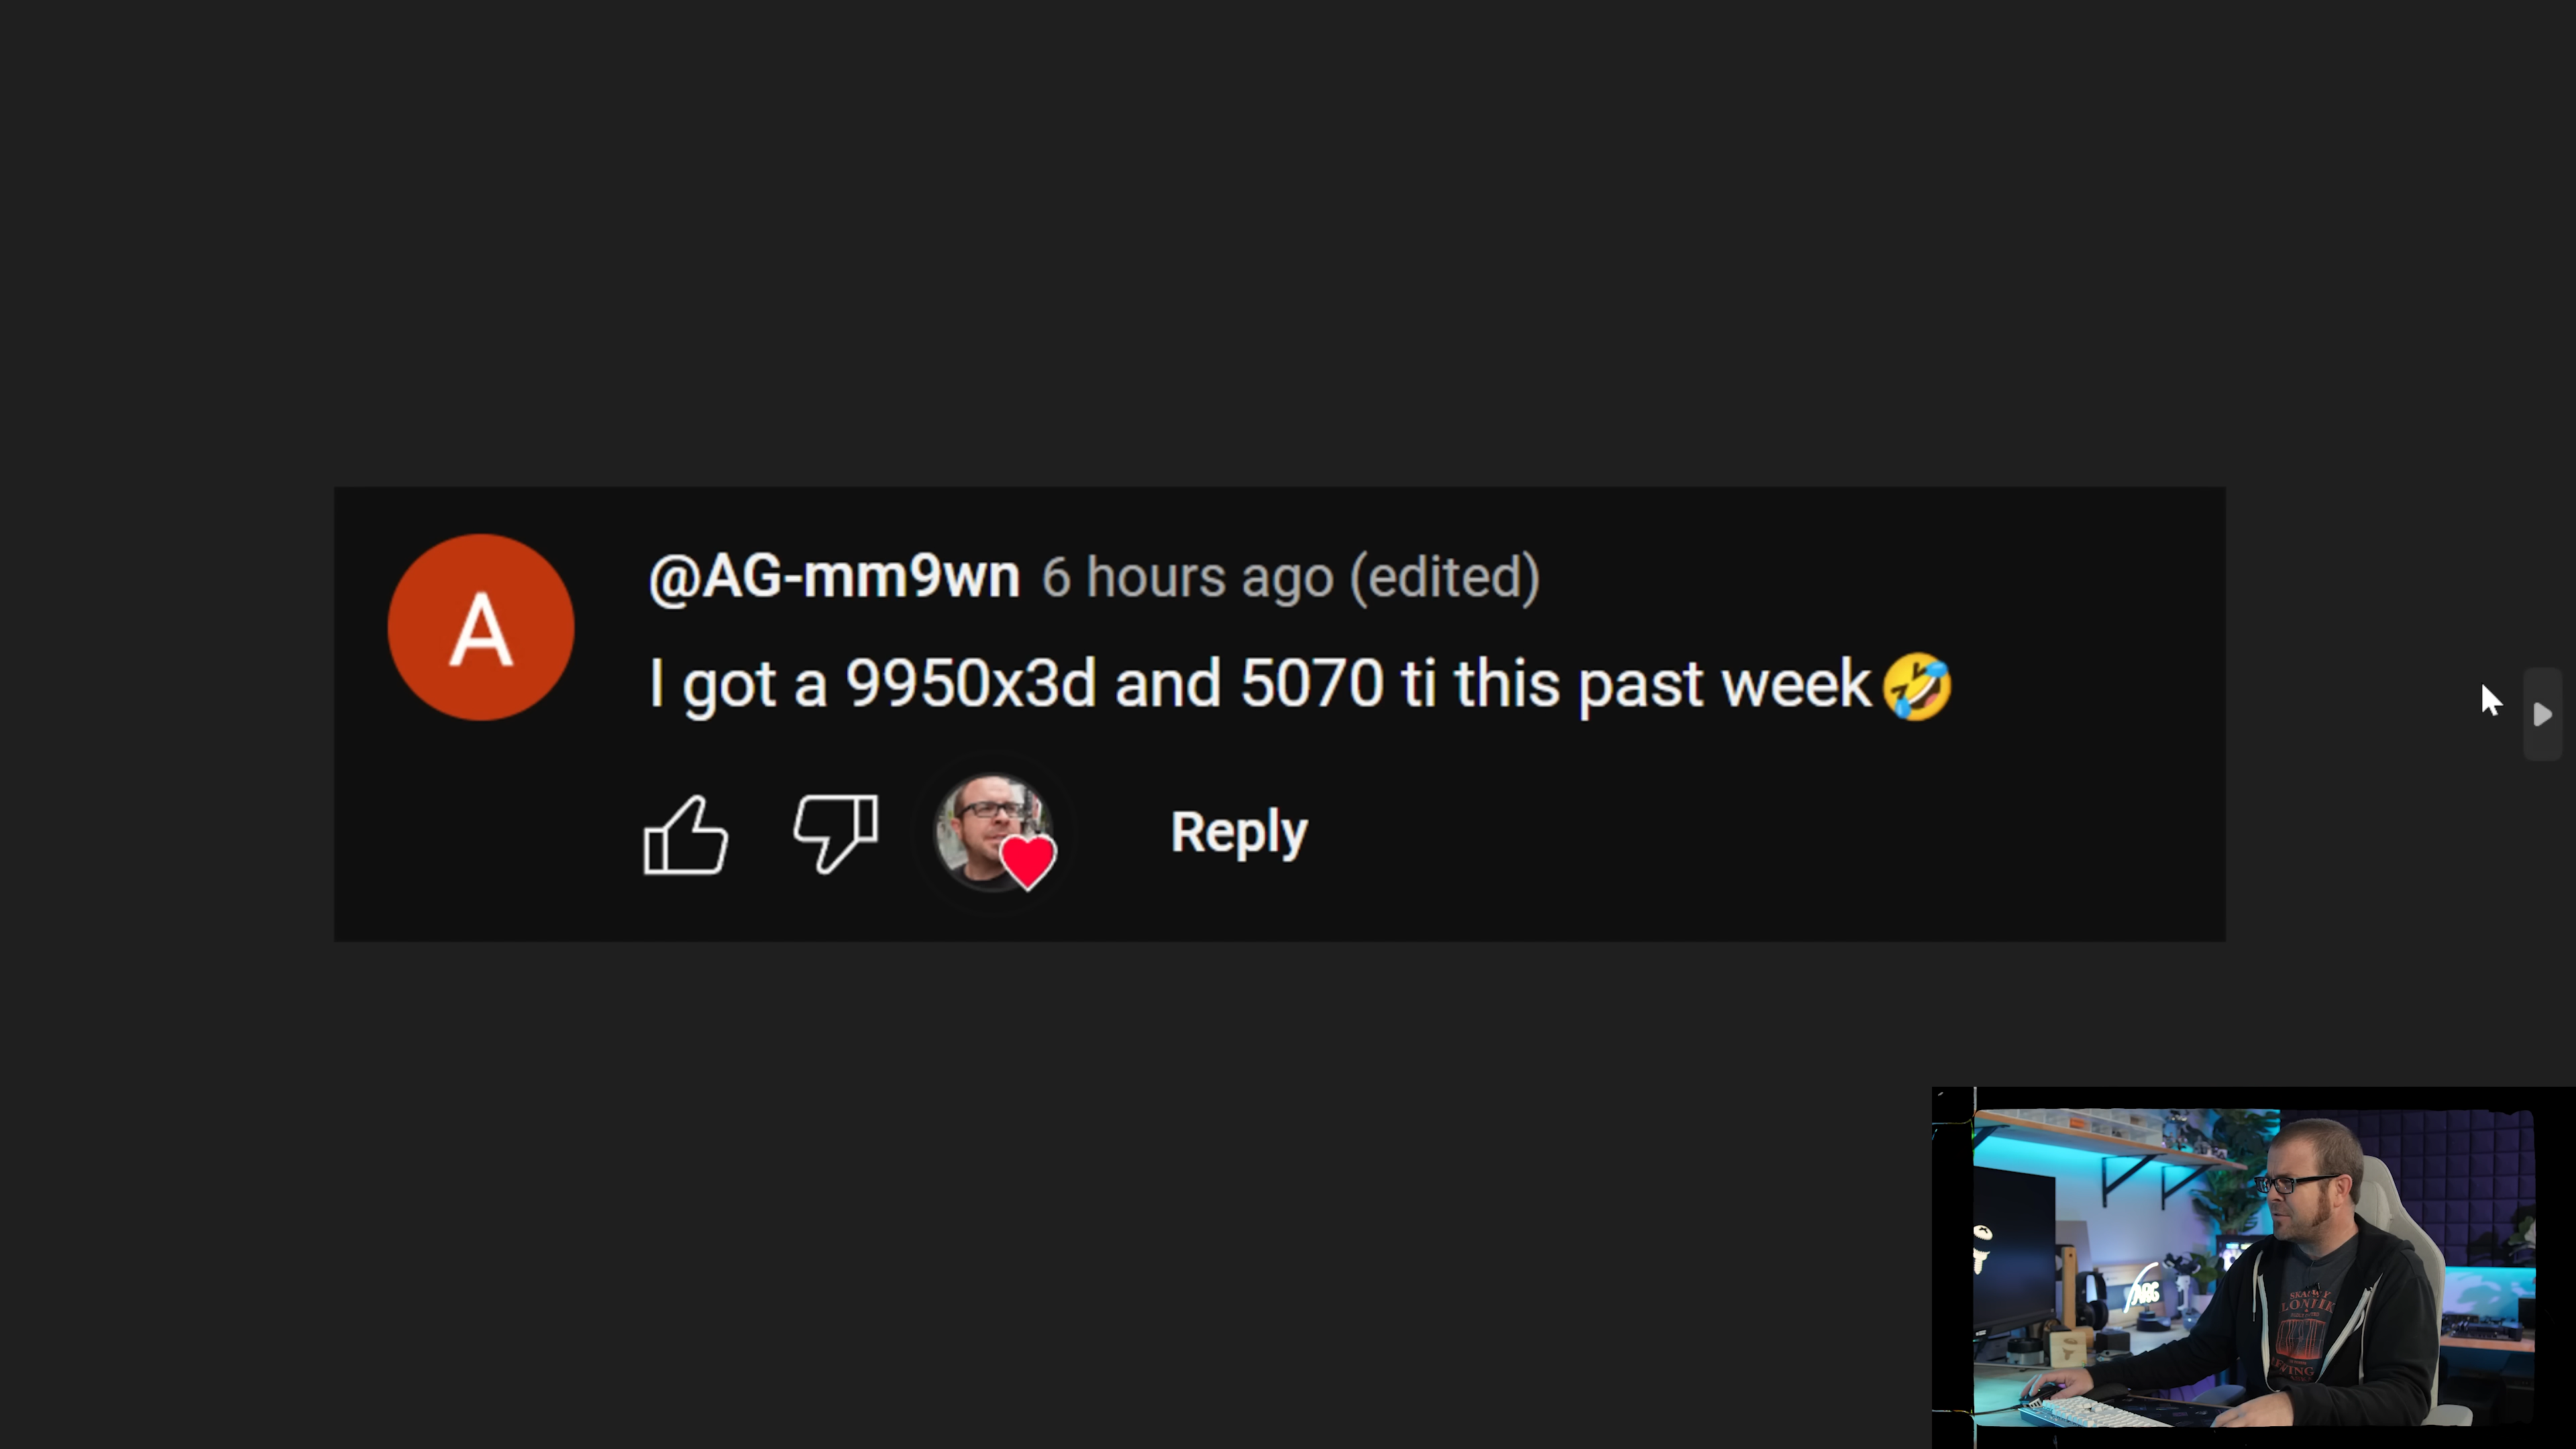 A
@AG-mm9wn 6 hours ago (edited)
I got a 9950x3d and 5070 ti this past week🤣
Reply